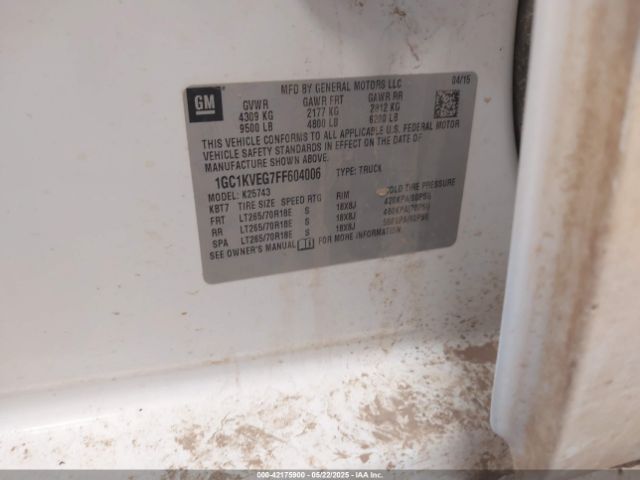 GM
MFD BY GENERAL MOTORS LLC 04/15
GVWR GAWR FRT GAWR RR
4309 KG 2177 KG 2812 KG
9500 LB 4800 LB 6200 LB
THIS VEHICLE CONFORMS TO ALL APPLICABLE U.S. FEDERAL MOTOR
VEHICLE SAFETY STANDARDS IN EFFECT ON THE DATE OF
MANUFACTURE SHOWN ABOVE.
1GC1KVEG7FF604006 TYPE: TRUCK
MODEL: K25743
KBT7 TIRE SIZE SPEED RTG RIM COLD TIRE PRESSURE
FRT LT265/70R18E S 18X8J 420KPA/60PSI
RR LT265/70R18E S 18X8J
SPA LT265/70R18E S 18X8J
SEE OWNER'S MANUAL FOR MORE INFORMATION.
000-42175900 - 05/22/2025 - IAA Inc.